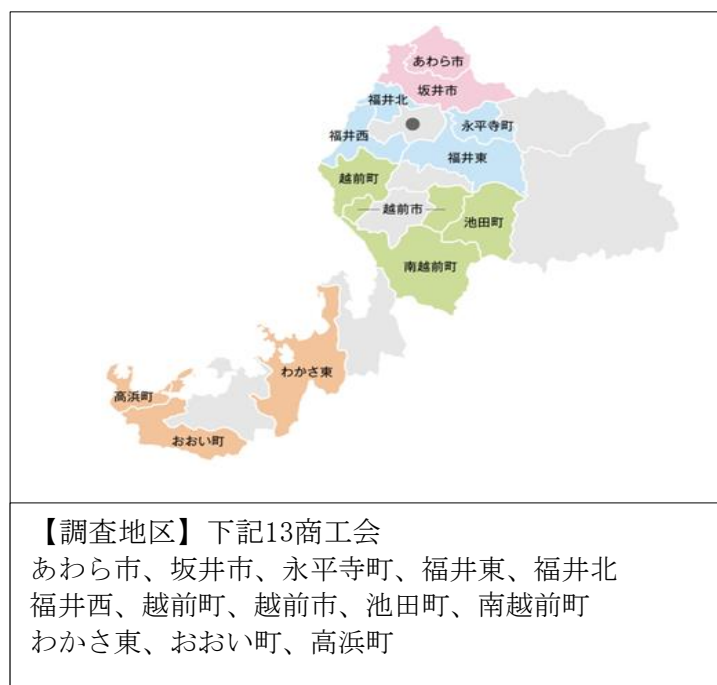 あわら市
坂井市
福井北
永平寺町
福井西
福井東
越前町
越前市
池田町
南越前町
わかさ東
高浜町
おおい町
【調査地区】下記13商工会
あわら市、坂井市、永平寺町、福井東、福井北
福井西、越前町、越前市、池田町、南越前町
わかさ東、おおい町、高浜町